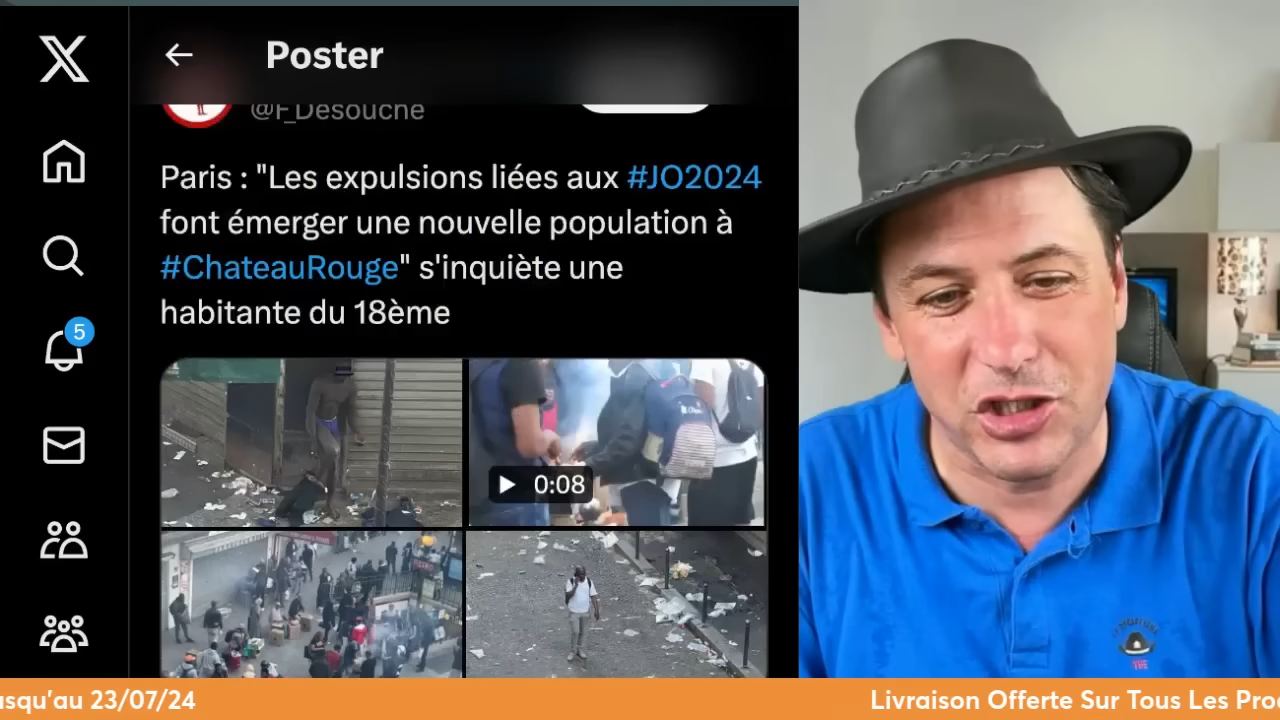 Poster
@F_Desouche
Paris : "Les expulsions liées aux #JO2024
font émerger une nouvelle population à
#ChateauRouge" s'inquiète une
habitante du 18ème
5
0:08
jusqu'au 23/07/24
Livraison Offerte Sur Tous Les Pro